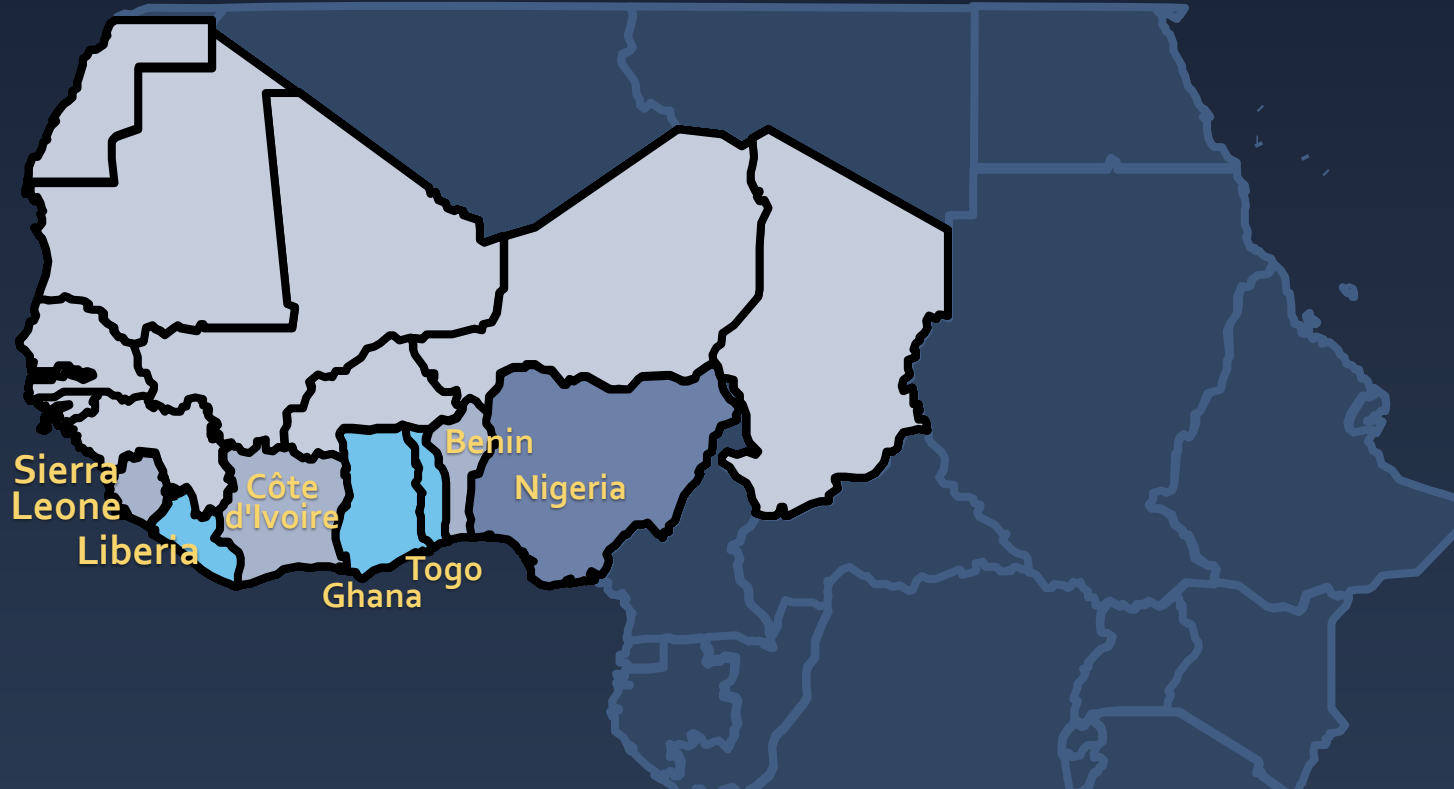 Sierra
Leone
Liberia
Côte
d'Ivoire
Ghana
Togo
Benin
Nigeria